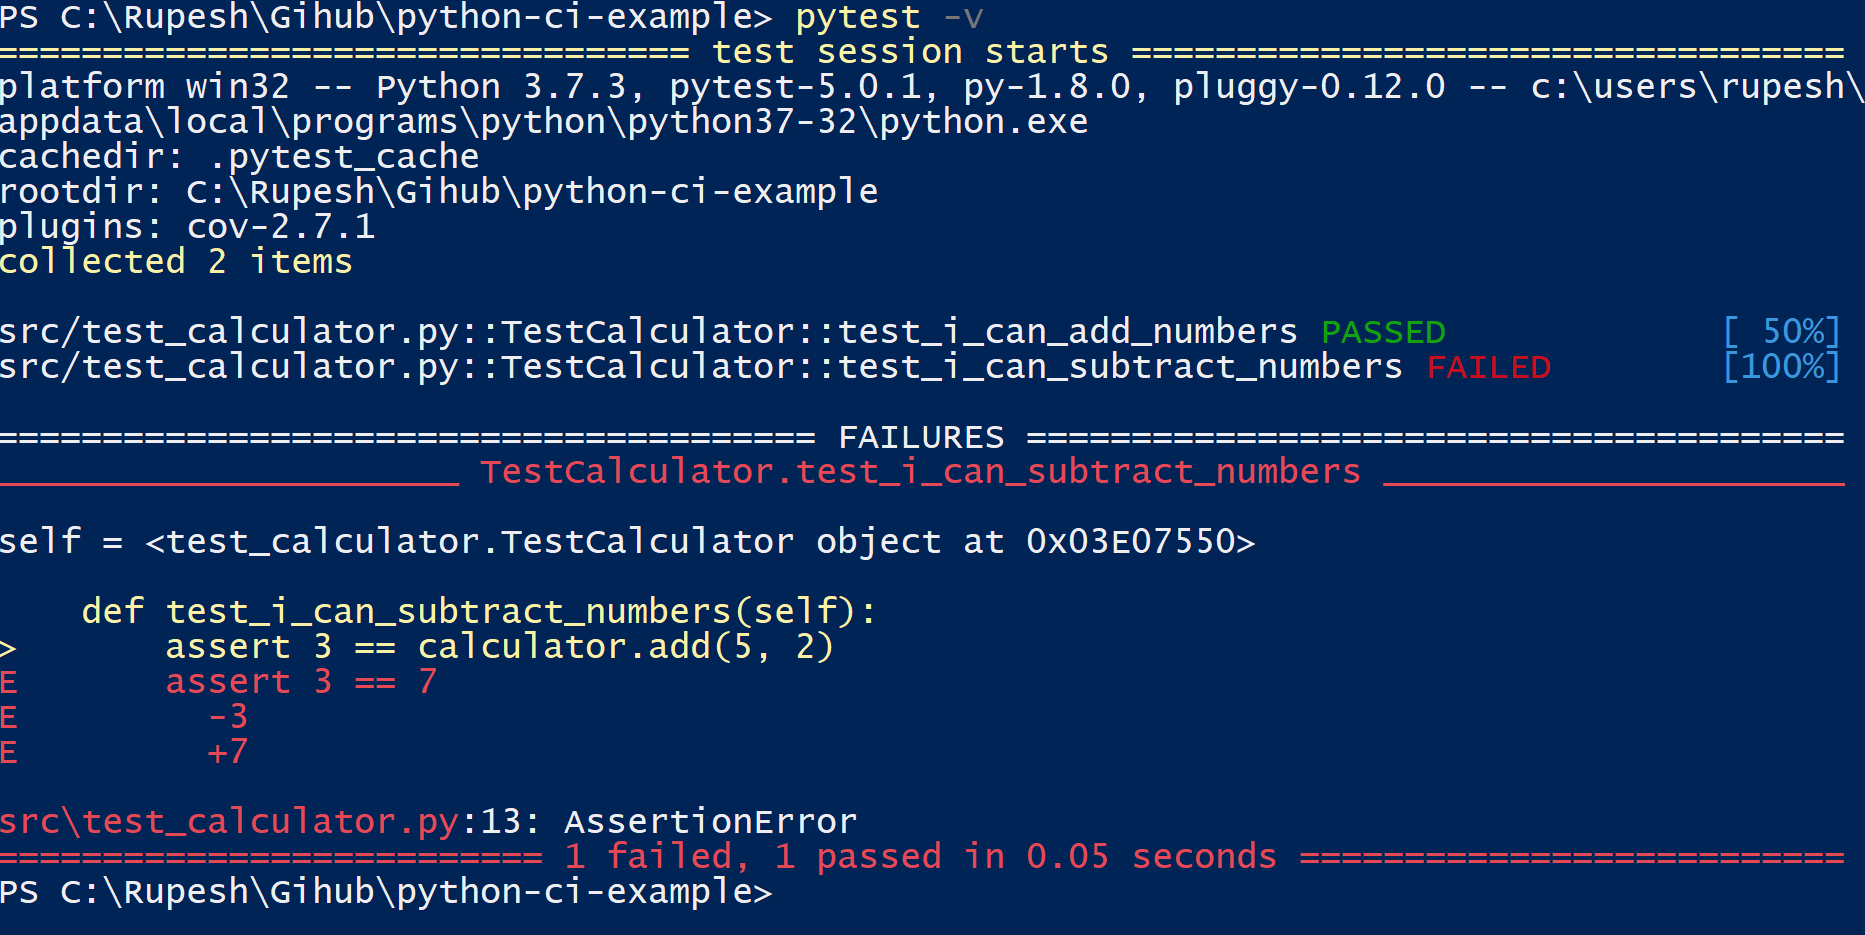 PS C:\Rupesh\Gihub\python-ci-example> pytest -v
================================= test session starts ==================================
platform win32 -- Python 3.7.3, pytest-5.0.1, py-1.8.0, pluggy-0.12.0 -- c:\users\rupesh\
appdata\local\programs\python\python37-32\python.exe
cachedir: .pytest_cache
rootdir: C:\Rupesh\Gihub\python-ci-example
plugins: cov-2.7.1
collected 2 items

src/test_calculator.py::TestCalculator::test_i_can_add_numbers PASSED             [ 50%]
src/test_calculator.py::TestCalculator::test_i_can_subtract_numbers FAILED        [100%]

======================================= FAILURES =======================================
______________________ TestCalculator.test_i_can_subtract_numbers ______________________

self = <test_calculator.TestCalculator object at 0x03E07550>

    def test_i_can_subtract_numbers(self):
>       assert 3 == calculator.add(5, 2)
E       assert 3 == 7
E         -3
E         +7

src\test_calculator.py:13: AssertionError
========================== 1 failed, 1 passed in 0.05 seconds ==========================
PS C:\Rupesh\Gihub\python-ci-example>